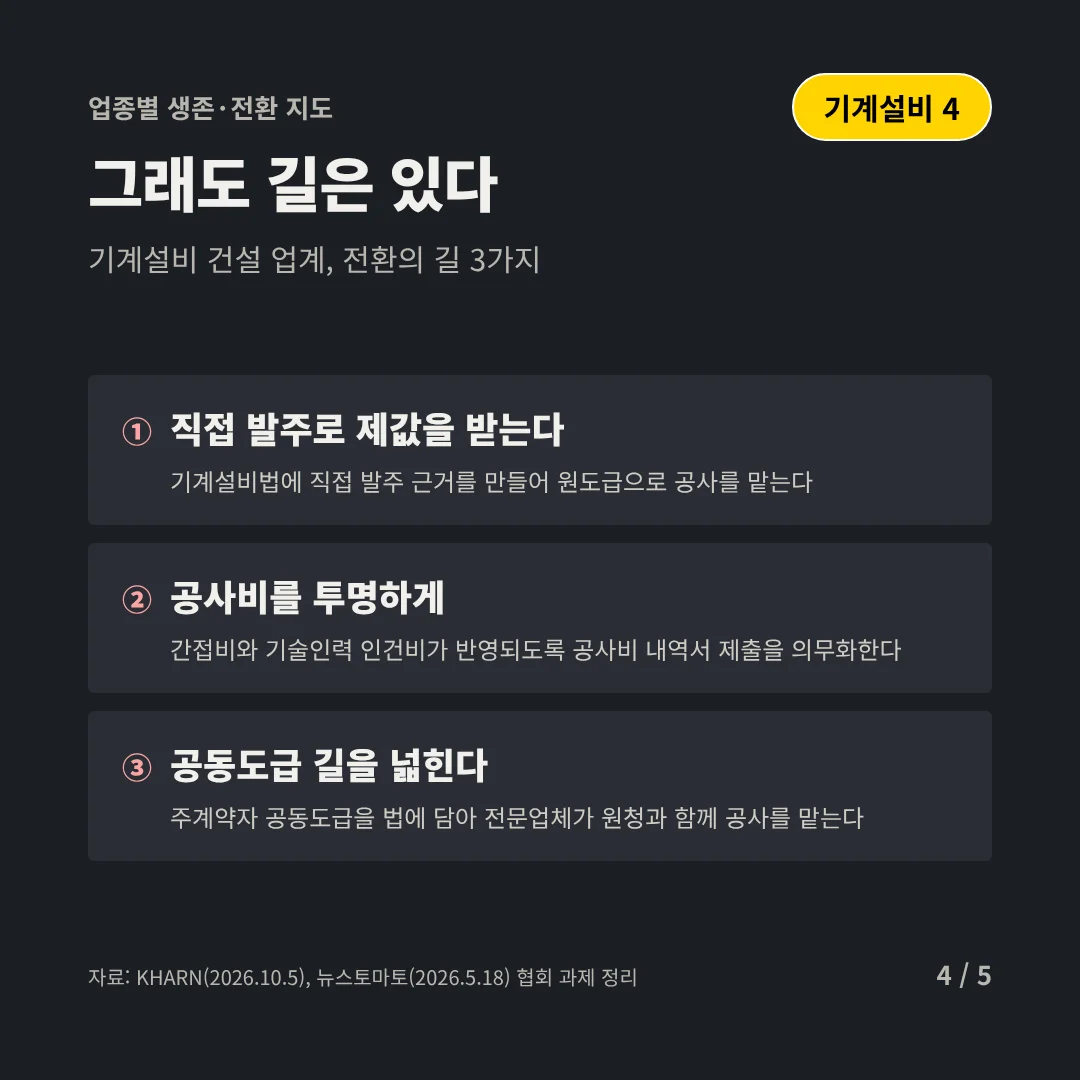 업종별 생존·전환 지도
기계설비 4
그래도 길은 있다
기계설비 건설 업계, 전환의 길 3가지
① 직접 발주로 제값을 받는다
기계설비법에 직접 발주 근거를 만들어 원도급으로 공사를 맡는다
② 공사비를 투명하게
간접비와 기술인력 인건비가 반영되도록 공사비 내역서 제출을 의무화한다
③ 공동도급 길을 넓힌다
주계약자 공동도급을 법에 담아 전문업체가 원청과 함께 공사를 맡는다
자료: KHARN(2026.10.5), 뉴스토마토(2026.5.18) 협회 과제 정리
4 / 5